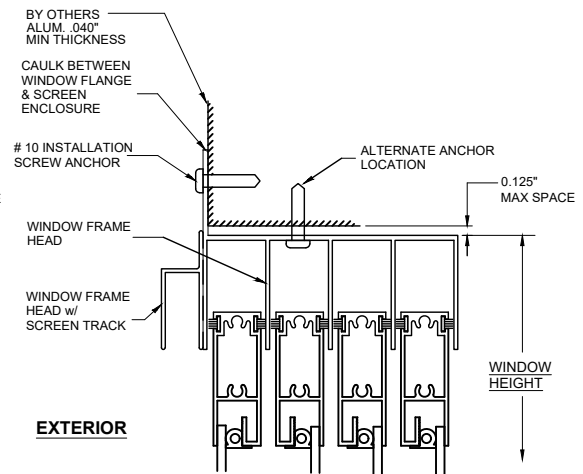 BY OTHERS
ALUM. .040"
MIN THICKNESS
CAULK BETWEEN
WINDOW FLANGE
& SCREEN
ENCLOSURE
# 10 INSTALLATION
SCREW ANCHOR
ALTERNATE ANCHOR
LOCATION
0.125"
MAX SPACE
WINDOW FRAME
HEAD
WINDOW FRAME
HEAD w/
SCREEN TRACK
WINDOW
HEIGHT
EXTERIOR